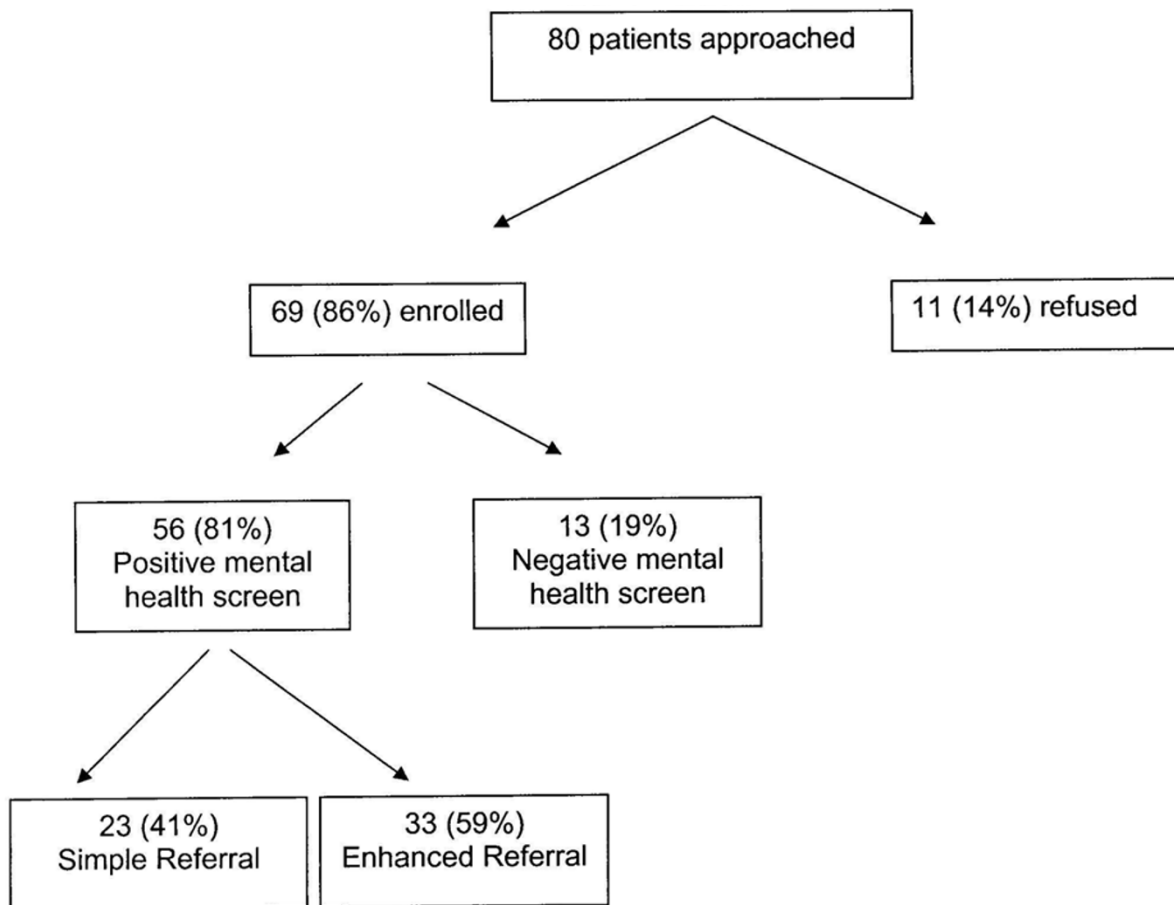 80 patients approached
69 (86%) enrolled
11 (14%) refused
56 (81%)
Positive mental
health screen
13 (19%)
Negative mental
health screen
23 (41%)
Simple Referral
33 (59%)
Enhanced Referral